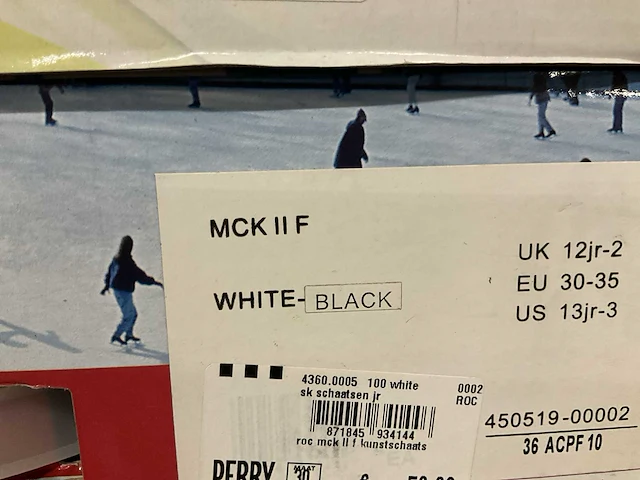 MCK II F
UK 12jr-2
EU 30-35
US 13jr-3
WHITE-BLACK
4360.0005 100 white 0002
sk schaatsen jr ROC
871845 934144
roc mck II f kunstschaats
450519-00002
36 ACPF 10
PERRY MAAT
30